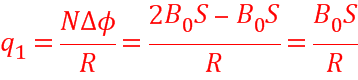 q₁ = NΔϕ/R = (2B₀S − B₀S)/R = B₀S/R